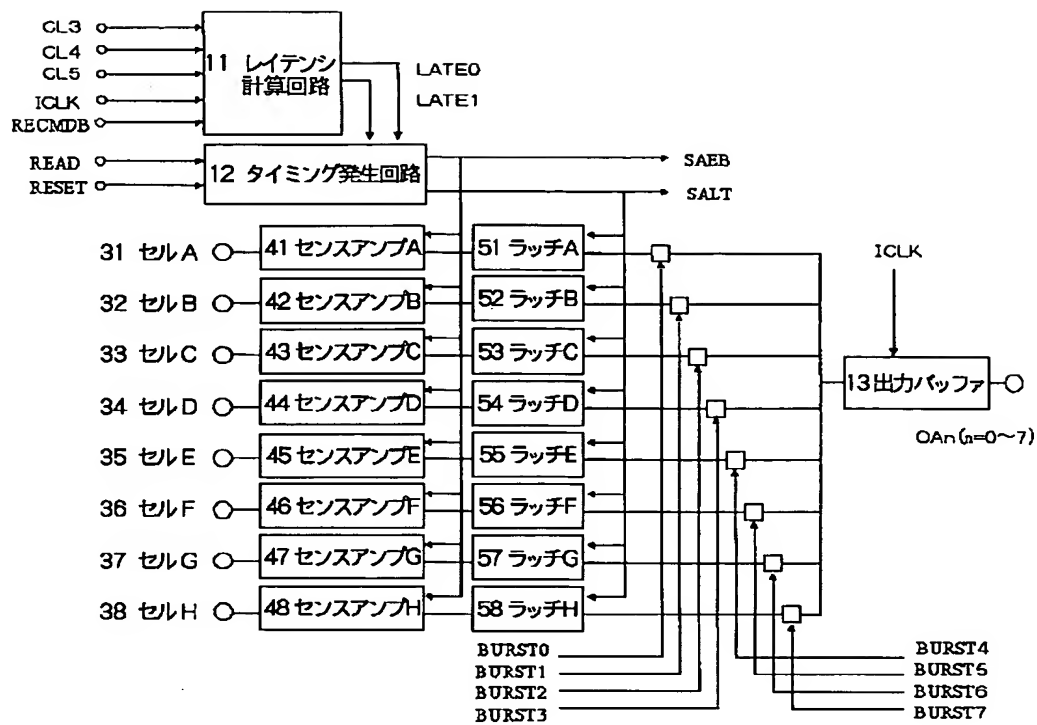 CL3
CL4
CL5
ICLK
RECMDB
11 レイテンシ
計算回路
LATE0
LATE1
READ
RESET
12 タイミング発生回路
SAEB
SALT
31 セルA
41 センスアンプA
51 ラッチA
32 セルB
42 センスアンプB
52 ラッチB
33 セルC
43 センスアンプC
53 ラッチC
34 セルD
44 センスアンプD
54 ラッチD
35 セルE
45 センスアンプE
55 ラッチE
36 セルF
46 センスアンプF
56 ラッチF
37 セルG
47 センスアンプG
57 ラッチG
38 セルH
48 センスアンプH
58 ラッチH
ICLK
13 出力バッファ
OAn(n=0〜7)
BURST0
BURST1
BURST2
BURST3
BURST4
BURST5
BURST6
BURST7